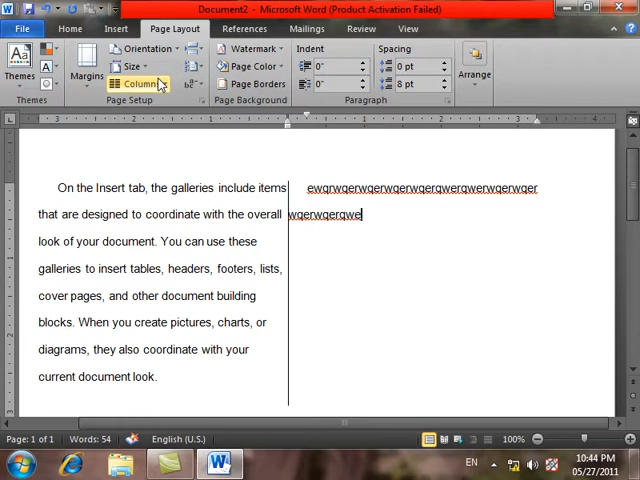 Document2 - Microsoft Word (Product Activation Failed)
File Home Insert Page Layout References Mailings Review View
Themes
Margins
Orientation
Size
Columns
Watermark
Page Color
Page Borders
Indent
0"
0"
Spacing
0 pt
8 pt
Arrange
Themes Page Setup Page Background Paragraph
On the Insert tab, the galleries include items
that are designed to coordinate with the overall
look of your document. You can use these
galleries to insert tables, headers, footers, lists,
cover pages, and other document building
blocks. When you create pictures, charts, or
diagrams, they also coordinate with your
current document look.
ewqrwqerwqerwqerwqerqwerqwerwqerwqer
wqerwqerqwe
Page: 1 of 1 Words: 54 English (U.S.) 100%
EN
10:44 PM
05/27/2011